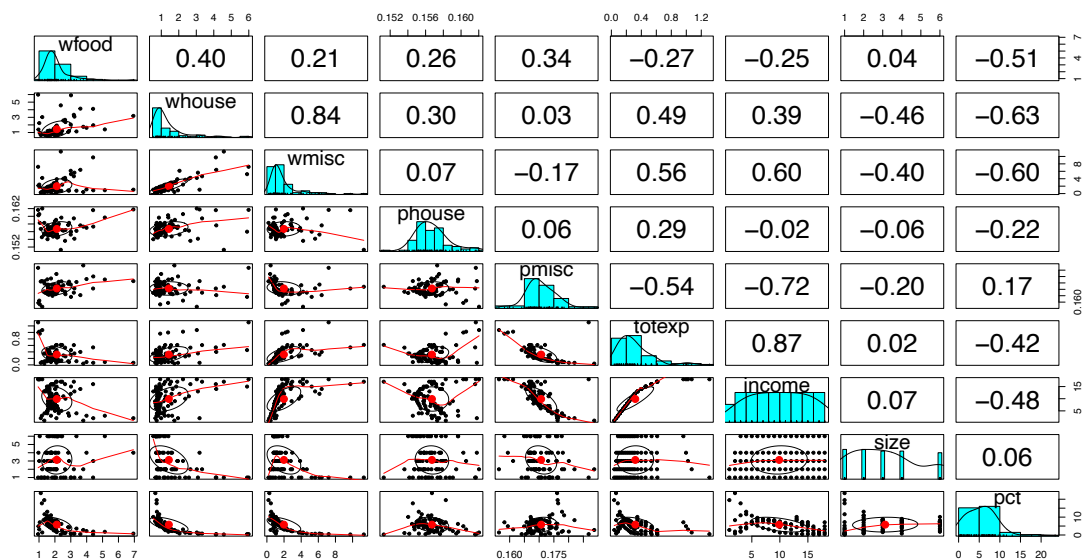 1 2 3 4 5 6 0.152 0.156 0.160 0.0 0.4 0.8 1.2 1 2 3 4 5 6
wfood 0.40 0.21 0.26 0.34 −0.27 −0.25 0.04 −0.51 1 3 5 7
1 3 5 whouse 0.84 0.30 0.03 0.49 0.39 −0.46 −0.63
wmisc 0.07 −0.17 0.56 0.60 −0.40 −0.60 0 4 8
0.152 0.162 phouse 0.06 0.29 −0.02 −0.06 −0.22
pmisc −0.54 −0.72 −0.20 0.17 0.160
0.0 0.8 totexp 0.87 0.02 −0.42
income 0.07 −0.48 5 15
1 3 5 size 0.06
pct 0 10
1 2 3 4 5 6 7 0 2 4 6 8 0.160 0.175 5 10 15 0 5 10 15 20